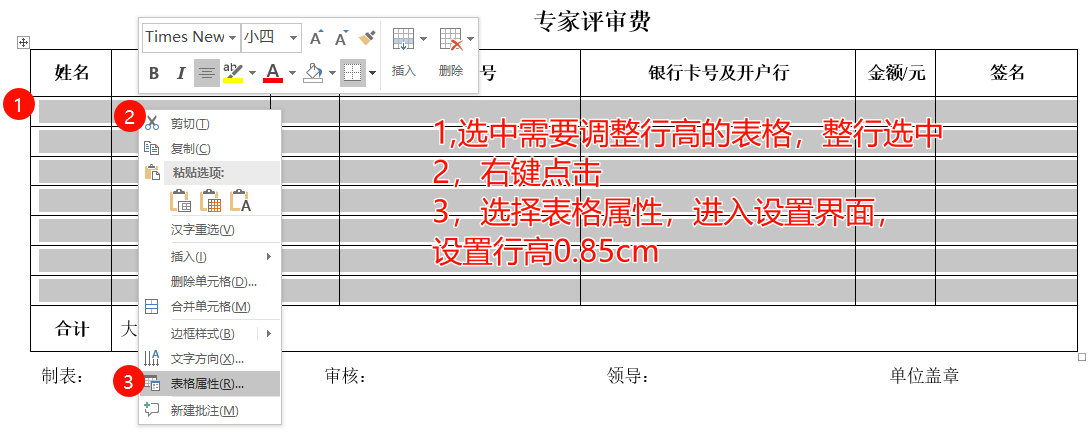 专家评审费
Times New
小四
A
A
插入
删除
B
I
ab
A
姓名
号
银行卡号及开户行
金额/元
签名
1
2
剪切(T)
复制(C)
粘贴选项:
A
汉字重选(V)
插入(I)
删除单元格(D)...
合并单元格(M)
边框样式(B)
文字方向(X)...
3
表格属性(R)...
新建批注(M)
1,选中需要调整行高的表格，整行选中
2，右键点击
3，选择表格属性，进入设置界面，
设置行高0.85cm
合计
大
制表：
审核：
领导：
单位盖章